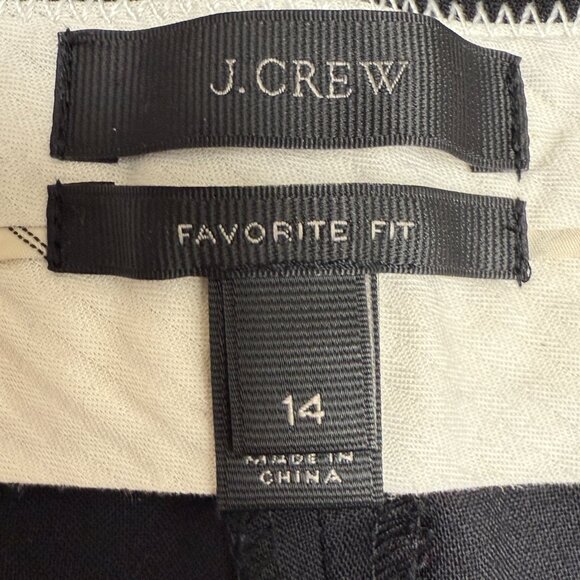 J.CREW
FAVORITE FIT
14
MADE IN
CHINA